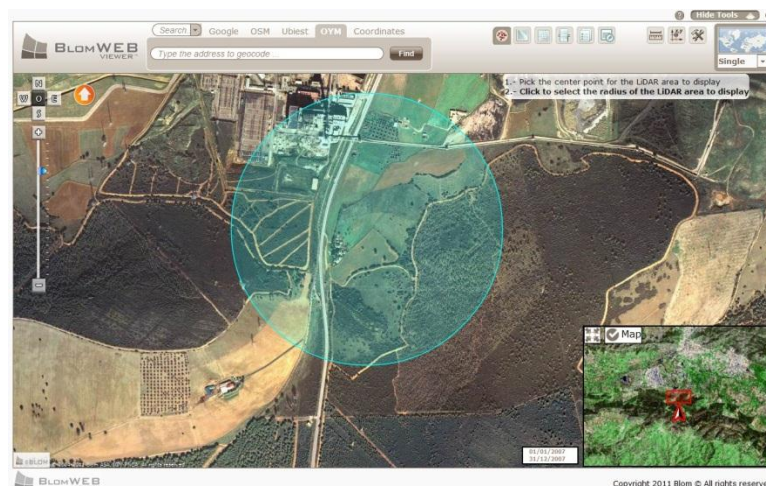 Hide Tools
Search Google OSM Ubiest OYM Coordinates
BLOMWEB
VIEWER™
Type the address to geocode ...
Find
Single
1.- Pick the center point for the LiDAR area to display
2.- Click to select the radius of the LiDAR area to display
N
W O E
S
Map
01/01/2007
31/12/2007
BLOMWEB
Copyright 2011 Blom © All rights reserve